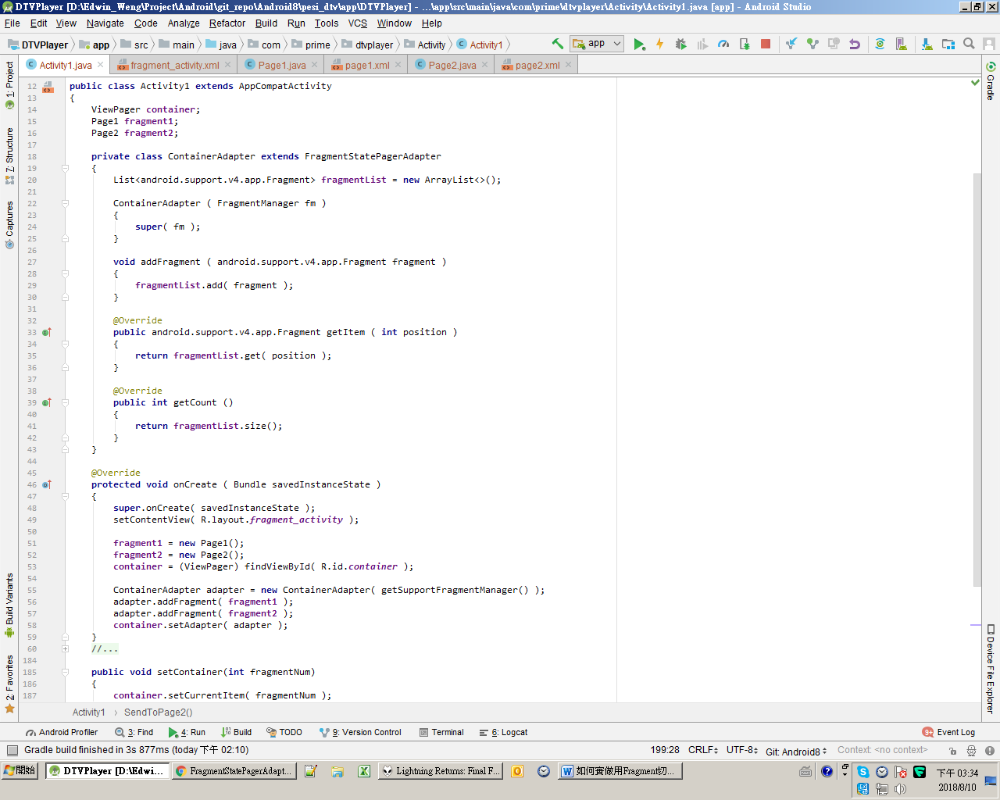 DTVPlayer [D:\Edwin_Weng\Project\Android\git_repo\Android8\pesi_dtv\app\DTVPlayer] - ...\app\src\main\java\com\prime\dtvplayer\Activity\Activity1.java [app] - Android Studio
File Edit View Navigate Code Analyze Refactor Build Run Tools VCS Window Help
DTVPlayer app src main java com prime dtvplayer Activity Activity1 app
Activity1.java fragment_activity.xml Page1.java page1.xml Page2.java page2.xml
1: Project
7: Structure
Captures
Build Variants
2: Favorites
12 public class Activity1 extends AppCompatActivity
13 {
14 ViewPager container;
15 Page1 fragment1;
16 Page2 fragment2;
17
18 private class ContainerAdapter extends FragmentStatePagerAdapter
19 {
20 List<android.support.v4.app.Fragment> fragmentList = new ArrayList<>();
21
22 ContainerAdapter ( FragmentManager fm )
23 {
24 super( fm );
25 }
26
27 void addFragment ( android.support.v4.app.Fragment fragment )
28 {
29 fragmentList.add( fragment );
30 }
31
32 @Override
33 public android.support.v4.app.Fragment getItem ( int position )
34 {
35 return fragmentList.get( position );
36 }
37
38 @Override
39 public int getCount ()
40 {
41 return fragmentList.size();
42 }
43 }
44
45 @Override
46 protected void onCreate ( Bundle savedInstanceState )
47 {
48 super.onCreate( savedInstanceState );
49 setContentView( R.layout.fragment_activity );
50
51 fragment1 = new Page1();
52 fragment2 = new Page2();
53 container = (ViewPager) findViewById( R.id.container );
54
55 ContainerAdapter adapter = new ContainerAdapter( getSupportFragmentManager() );
56 adapter.addFragment( fragment1 );
57 adapter.addFragment( fragment2 );
58 container.setAdapter( adapter );
59 }
60 //...
184
185 public void setContainer(int fragmentNum)
186 {
187 container.setCurrentItem( fragmentNum );
Gradle
Device File Explorer
Activity1 › SendToPage2()
Android Profiler 3: Find 4: Run Build TODO 9: Version Control Terminal 6: Logcat 9+ Event Log
Gradle build finished in 3s 877ms (today 下午 02:10) 199:28 CRLF UTF-8 Git: Android8 Context: <no context>
開始 DTVPlayer [D:\Edwi... FragmentStatePagerAdapt... Lightning Returns: Final F... 如何實做用Fragment切... 下午 03:34
2018/8/10